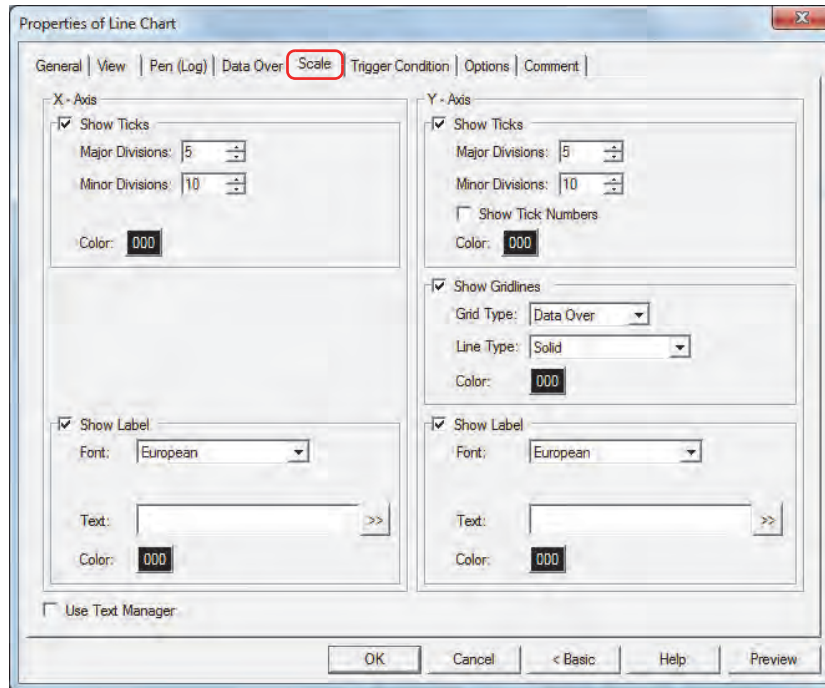 Properties of Line Chart
General | View | Pen (Log) | Data Over Scale Trigger Condition | Options | Comment |
X - Axis
Show Ticks
Major Divisions: 5
Minor Divisions: 10
Color: 000
Show Label
Font: European
Text: >>
Color: 000
Y - Axis
Show Ticks
Major Divisions: 5
Minor Divisions: 10
Show Tick Numbers
Color: 000
Show Gridlines
Grid Type: Data Over
Line Type: Solid
Color: 000
Show Label
Font: European
Text: >>
Color: 000
Use Text Manager
OK Cancel < Basic Help Preview